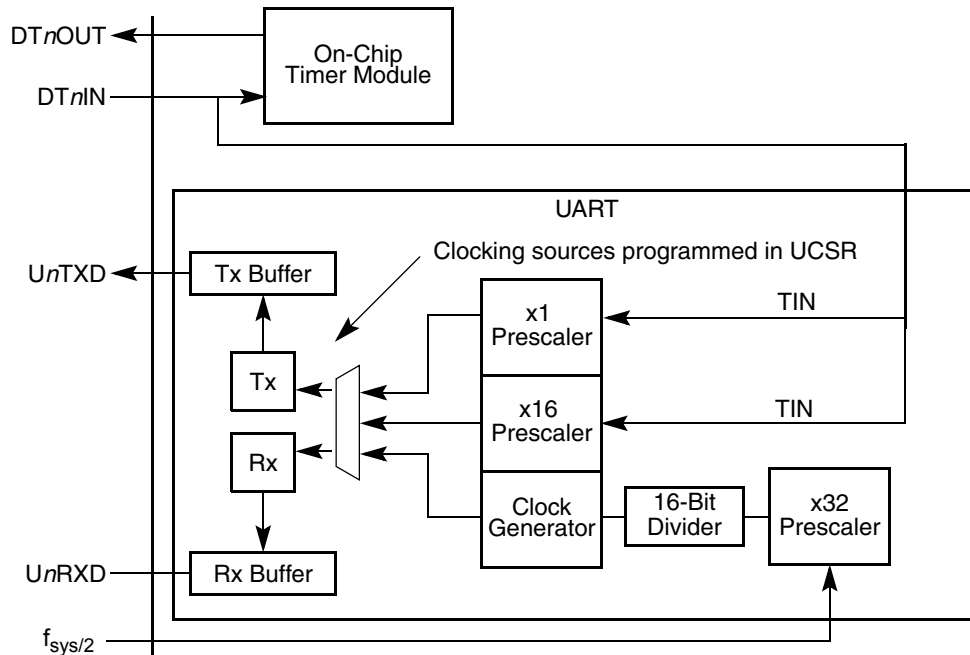 DTnOUT
On-Chip
Timer Module
DTnIN
UART
Clocking sources programmed in UCSR
UnTXD
Tx Buffer
x1
Prescaler
TIN
Tx
x16
Prescaler
TIN
Rx
Clock
Generator
16-Bit
Divider
x32
Prescaler
UnRXD
Rx Buffer
fsys/2